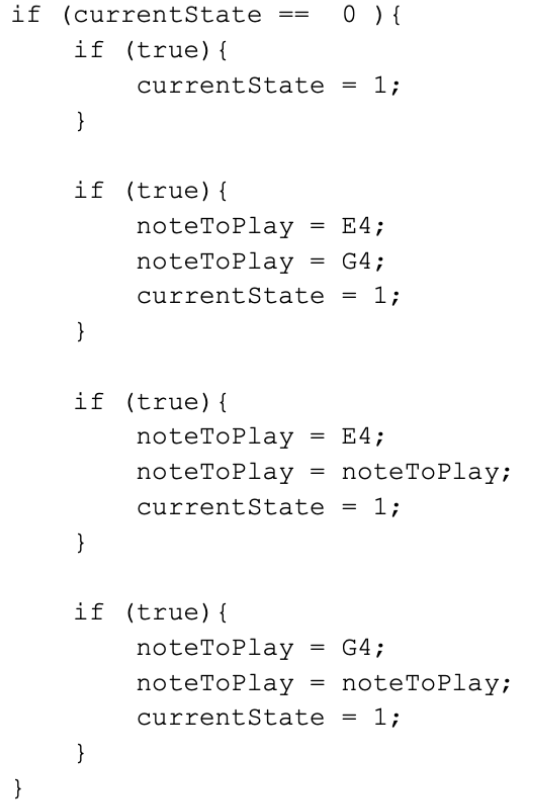 if (currentState ==  0 ){
    if (true){
        currentState = 1;
    }

    if (true){
        noteToPlay = E4;
        noteToPlay = G4;
        currentState = 1;
    }

    if (true){
        noteToPlay = E4;
        noteToPlay = noteToPlay;
        currentState = 1;
    }

    if (true){
        noteToPlay = G4;
        noteToPlay = noteToPlay;
        currentState = 1;
    }
}